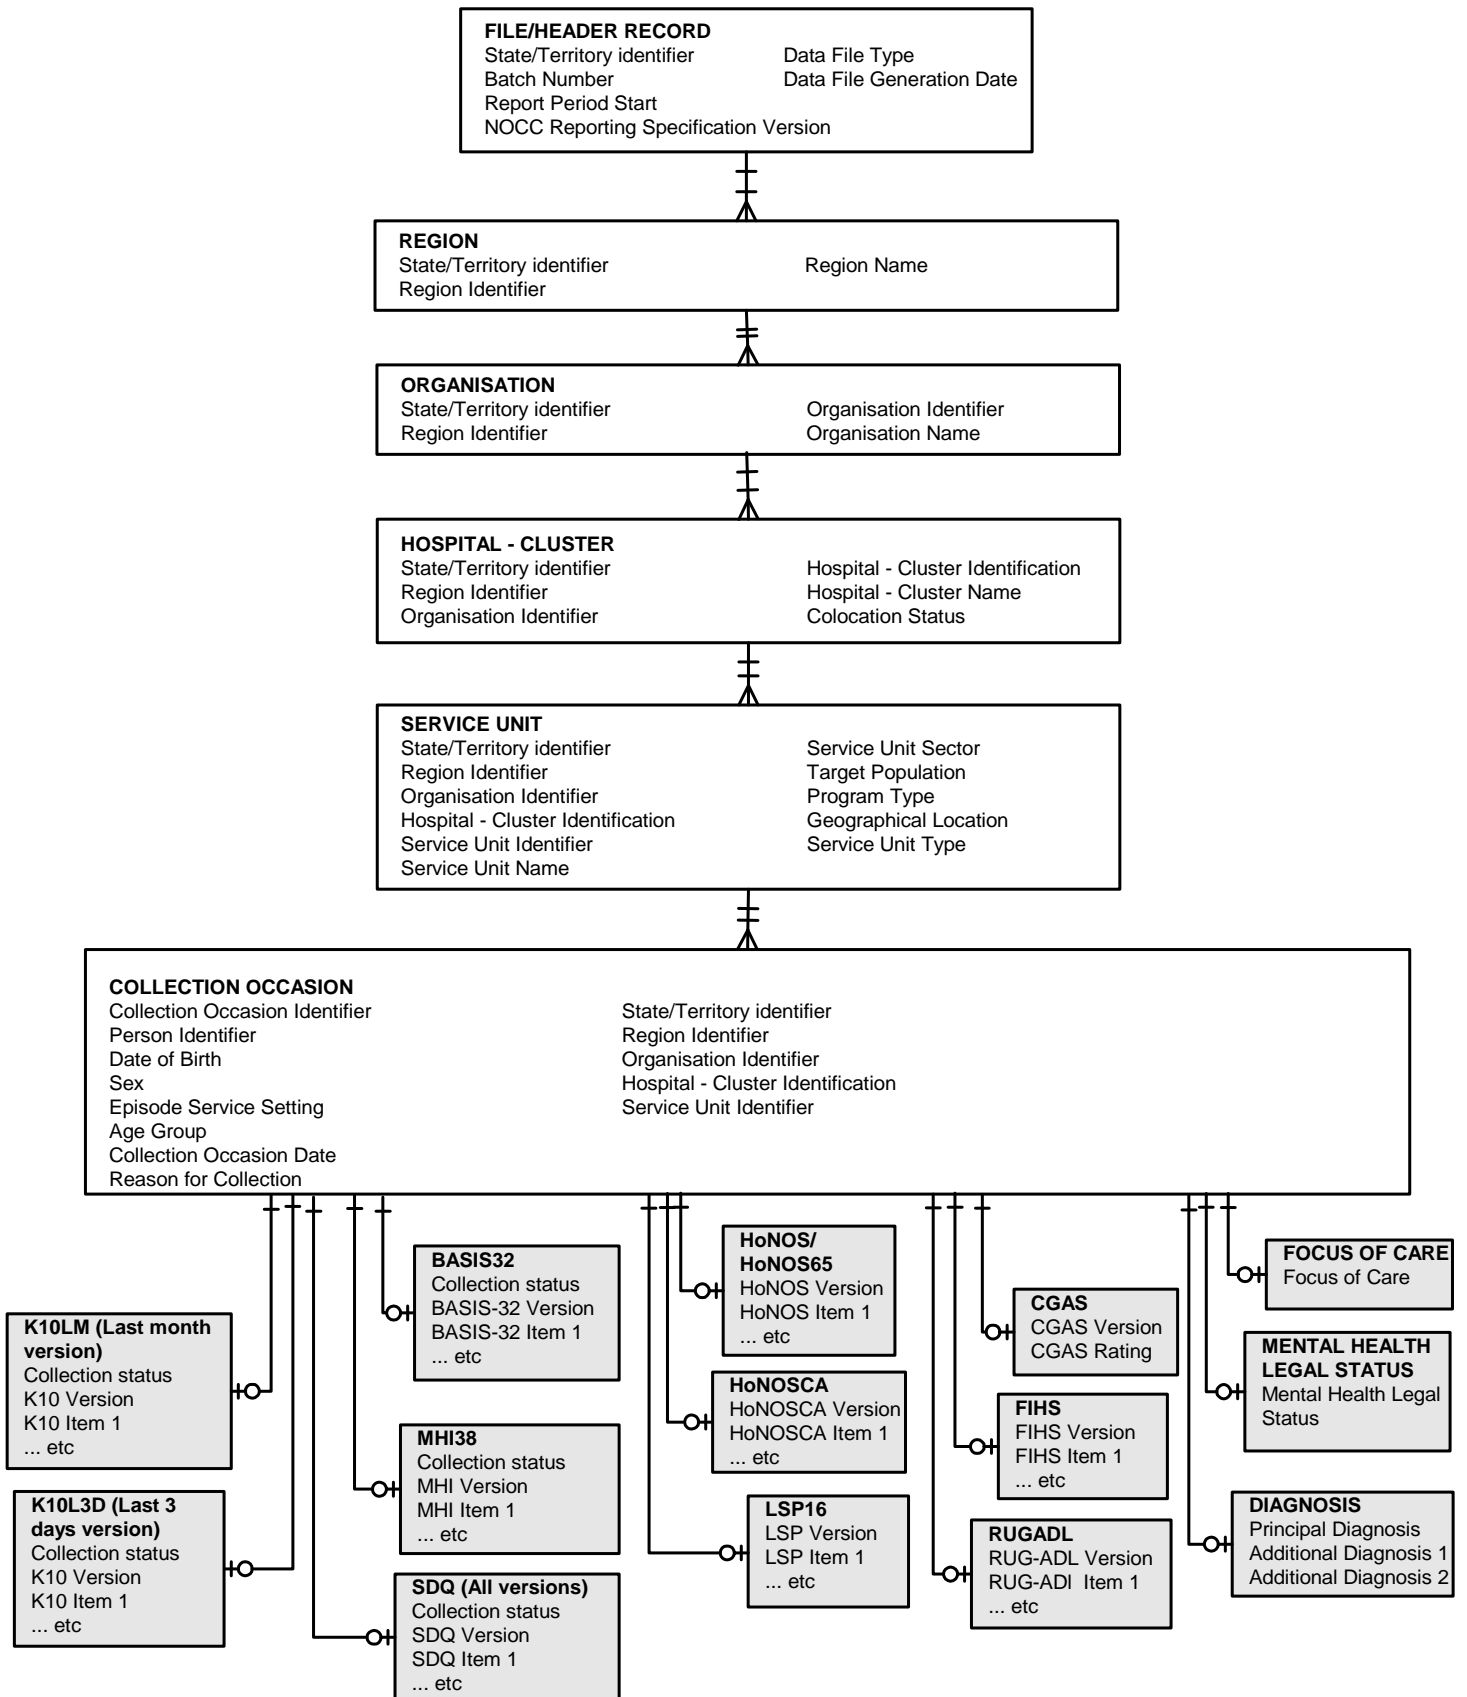 FILE/HEADER RECORD
State/Territory identifier Data File Type
Batch Number Data File Generation Date
Report Period Start
NOCC Reporting Specification Version
REGION
State/Territory identifier Region Name
Region Identifier
ORGANISATION
State/Territory identifier Organisation Identifier
Region Identifier Organisation Name
HOSPITAL - CLUSTER
State/Territory identifier Hospital - Cluster Identification
Region Identifier Hospital - Cluster Name
Organisation Identifier Colocation Status
SERVICE UNIT
State/Territory identifier Service Unit Sector
Region Identifier Target Population
Organisation Identifier Program Type
Hospital - Cluster Identification Geographical Location
Service Unit Identifier Service Unit Type
Service Unit Name
COLLECTION OCCASION
Collection Occasion Identifier State/Territory identifier
Person Identifier Region Identifier
Date of Birth Organisation Identifier
Sex Hospital - Cluster Identification
Episode Service Setting Service Unit Identifier
Age Group
Collection Occasion Date
Reason for Collection
K10LM (Last month
version)
Collection status
K10 Version
K10 Item 1
... etc
K10L3D (Last 3
days version)
Collection status
K10 Version
K10 Item 1
... etc
BASIS32
Collection status
BASIS-32 Version
BASIS-32 Item 1
... etc
MHI38
Collection status
MHI Version
MHI Item 1
... etc
SDQ (All versions)
Collection status
SDQ Version
SDQ Item 1
... etc
HoNOS/
HoNOS65
HoNOS Version
HoNOS Item 1
... etc
HoNOSCA
HoNOSCA Version
HoNOSCA Item 1
... etc
LSP16
LSP Version
LSP Item 1
... etc
CGAS
CGAS Version
CGAS Rating
FIHS
FIHS Version
FIHS Item 1
... etc
RUGADL
RUG-ADL Version
RUG-ADl Item 1
... etc
FOCUS OF CARE
Focus of Care
MENTAL HEALTH
LEGAL STATUS
Mental Health Legal
Status
DIAGNOSIS
Principal Diagnosis
Additional Diagnosis 1
Additional Diagnosis 2